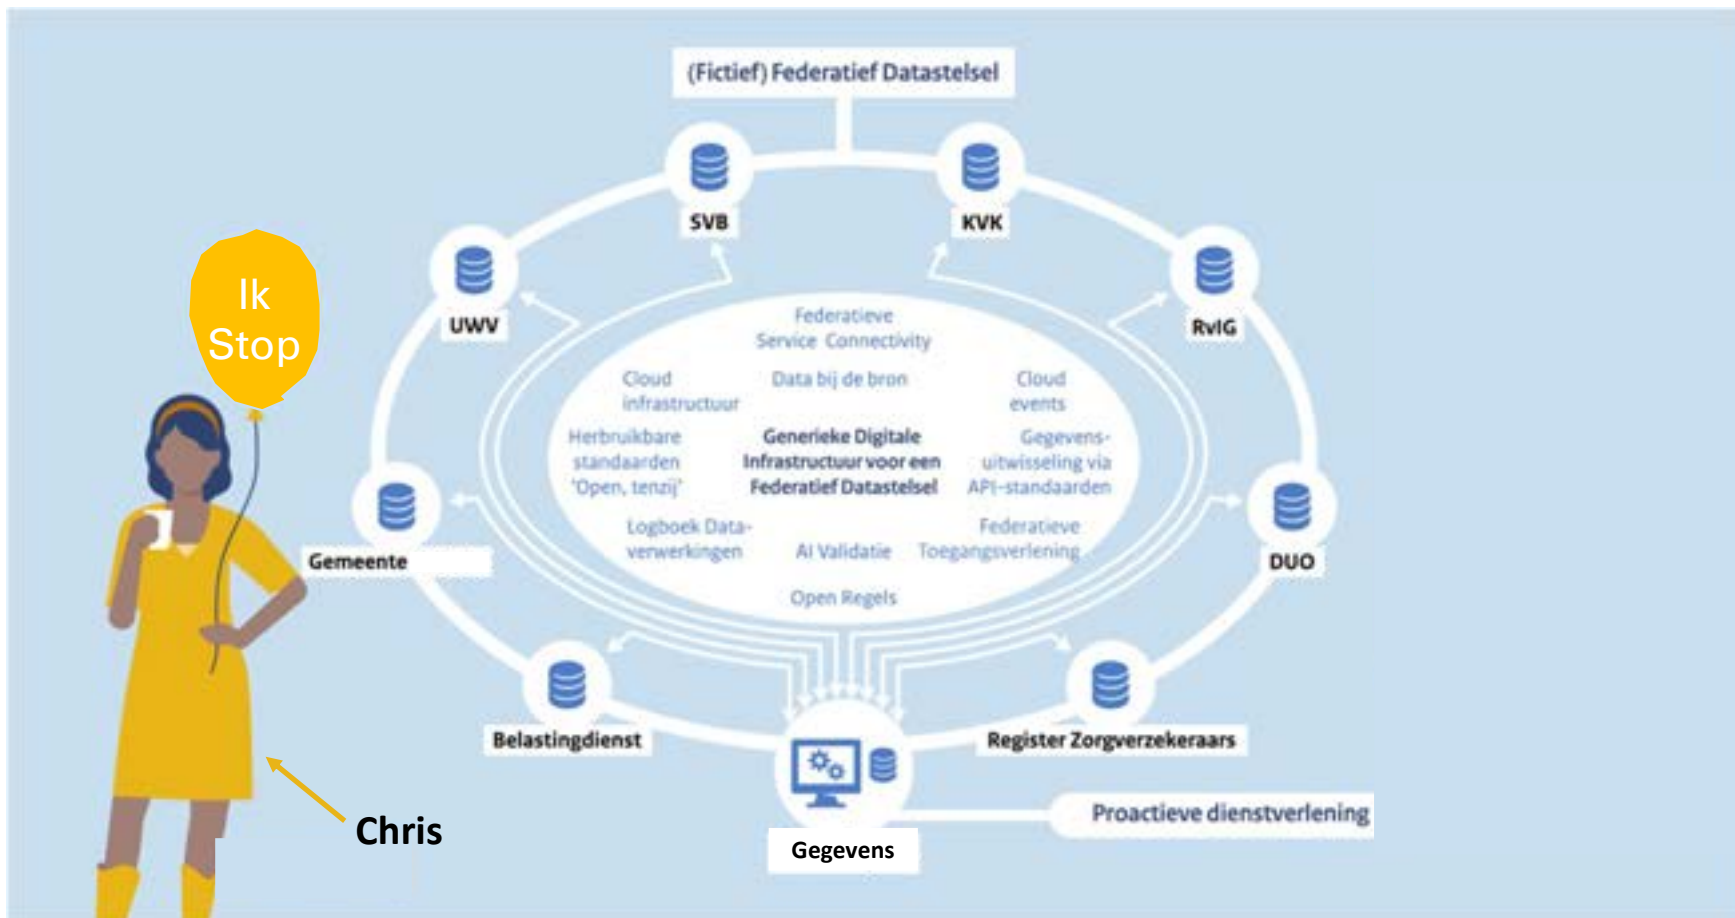 (Fictief) Federatief Datastelsel
SVB
KVK
UWV
RvIG
Ik
Stop
Federatieve
Service Connectivity
Cloud
infrastructuur
Data bij de bron
Cloud
events
Herbruikbare
standaarden
'Open, tenzij'
Generieke Digitale
Infrastructuur voor een
Federatief Datastelsel
Gegevens-
uitwisseling via
API-standaarden
Logboek Data-
verwerkingen
AI Validatie
Federatieve
Toegangsverlening
Open Regels
Gemeente
DUO
Belastingdienst
Register Zorgverzekeraars
Chris
Gegevens
Proactieve dienstverlening